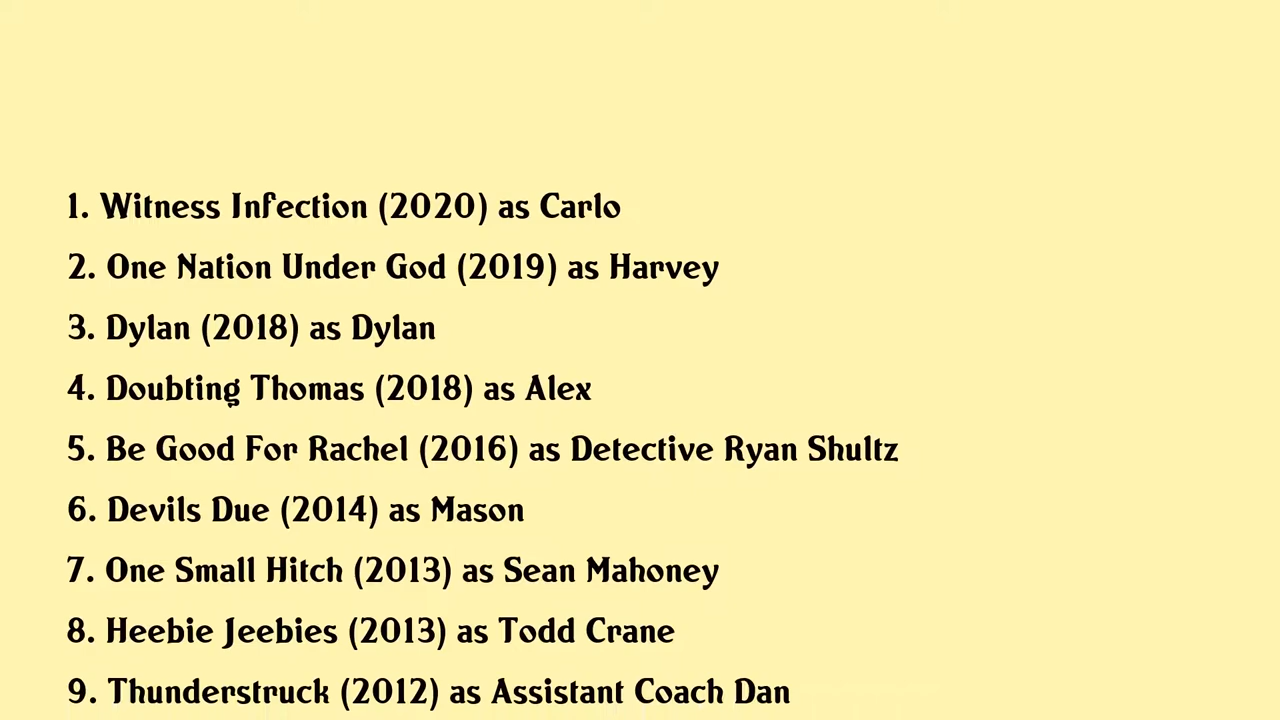 1. Witness Infection (2020) as Carlo
2. One Nation Under God (2019) as Harvey
3. Dylan (2018) as Dylan
4. Doubting Thomas (2018) as Alex
5. Be Good For Rachel (2016) as Detective Ryan Shultz
6. Devils Due (2014) as Mason
7. One Small Hitch (2013) as Sean Mahoney
8. Heebie Jeebies (2013) as Todd Crane
9. Thunderstruck (2012) as Assistant Coach Dan